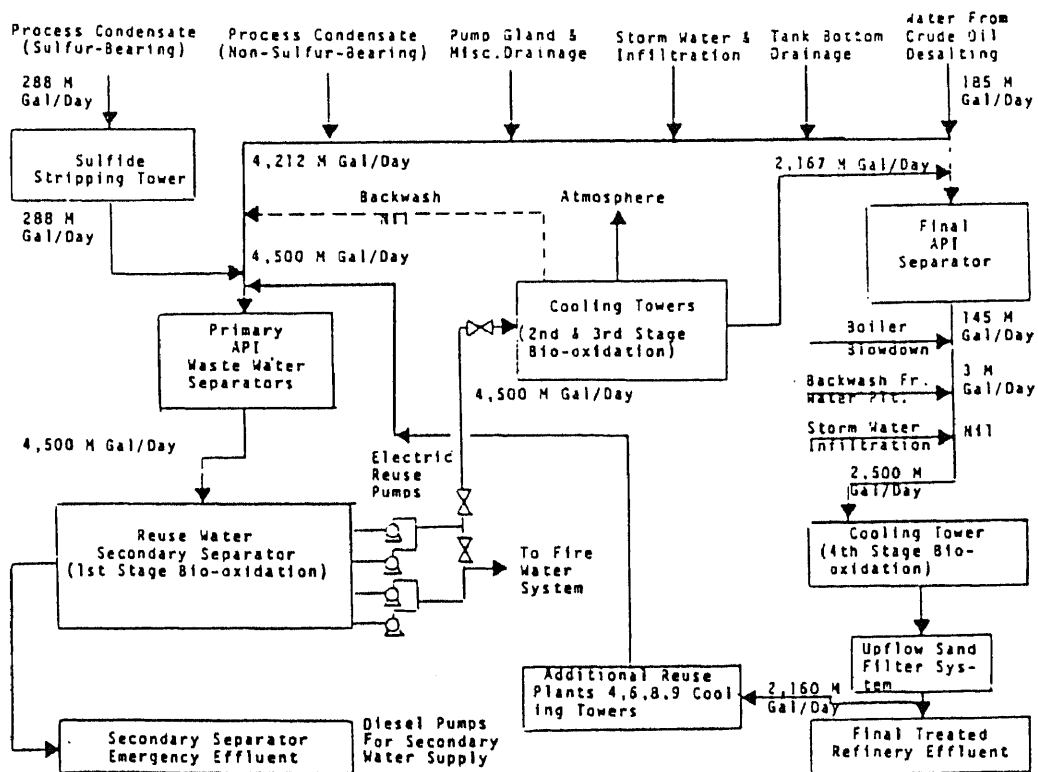 Process Condensate
(Sulfur-Bearing)
Process Condensate
(Non-Sulfur-Bearing)
Pump Gland &
Misc.Drainage
Storm Water &
Infiltration
Tank Bottom
Drainage
Water From
Crude Oil
Desalting
288 M
Gal/Day
185 M
Gal/Day
Sulfide
Stripping Tower
4,212 M Gal/Day
2,167 M Gal/Day
288 M
Gal/Day
Backwash
Nil
Atmosphere
Final
API
Separator
4,500 M Gal/Day
Cooling Towers
(2nd & 3rd Stage
Bio-oxidation)
Primary
API
Waste Water
Separators
145 M
Gal/Day
Boiler
Blowdown
3 M
Gal/Day
Backwash Fr.
Water Plt.
4,500 M Gal/Day
Storm Water
Infiltration
Nil
4,500 M Gal/Day
Electric
Reuse
Pumps
2,500 M
Gal/Day
Reuse Water
Secondary Separator
(1st Stage Bio-oxidation)
To Fire
Water
System
Cooling Tower
(4th Stage Bio-
oxidation)
Upflow Sand
Filter Sys-
tem
Additional Reuse
Plants 4,6,8,9 Cool
ing Towers
2,160 M
Gal/Day
Secondary Separator
Emergency Effluent
Diesel Pumps
For Secondary
Water Supply
Final Treated
Refinery Effluent